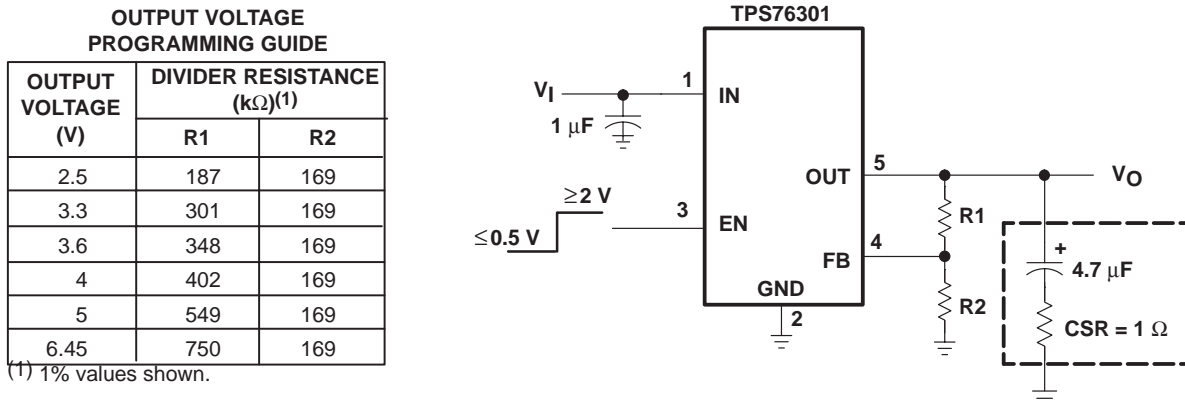 OUTPUT VOLTAGE
PROGRAMMING GUIDE
OUTPUT
VOLTAGE
(V)
DIVIDER RESISTANCE
(kΩ)(1)
R1 R2
2.5 187 169
3.3 301 169
3.6 348 169
4 402 169
5 549 169
6.45 750 169
(1) 1% values shown.
TPS76301
VI
1 μF
1
IN
≤0.5 V
≥2 V
3
EN
GND
2
OUT
5
VO
FB
4
R1
R2
+
4.7 μF
CSR = 1 Ω